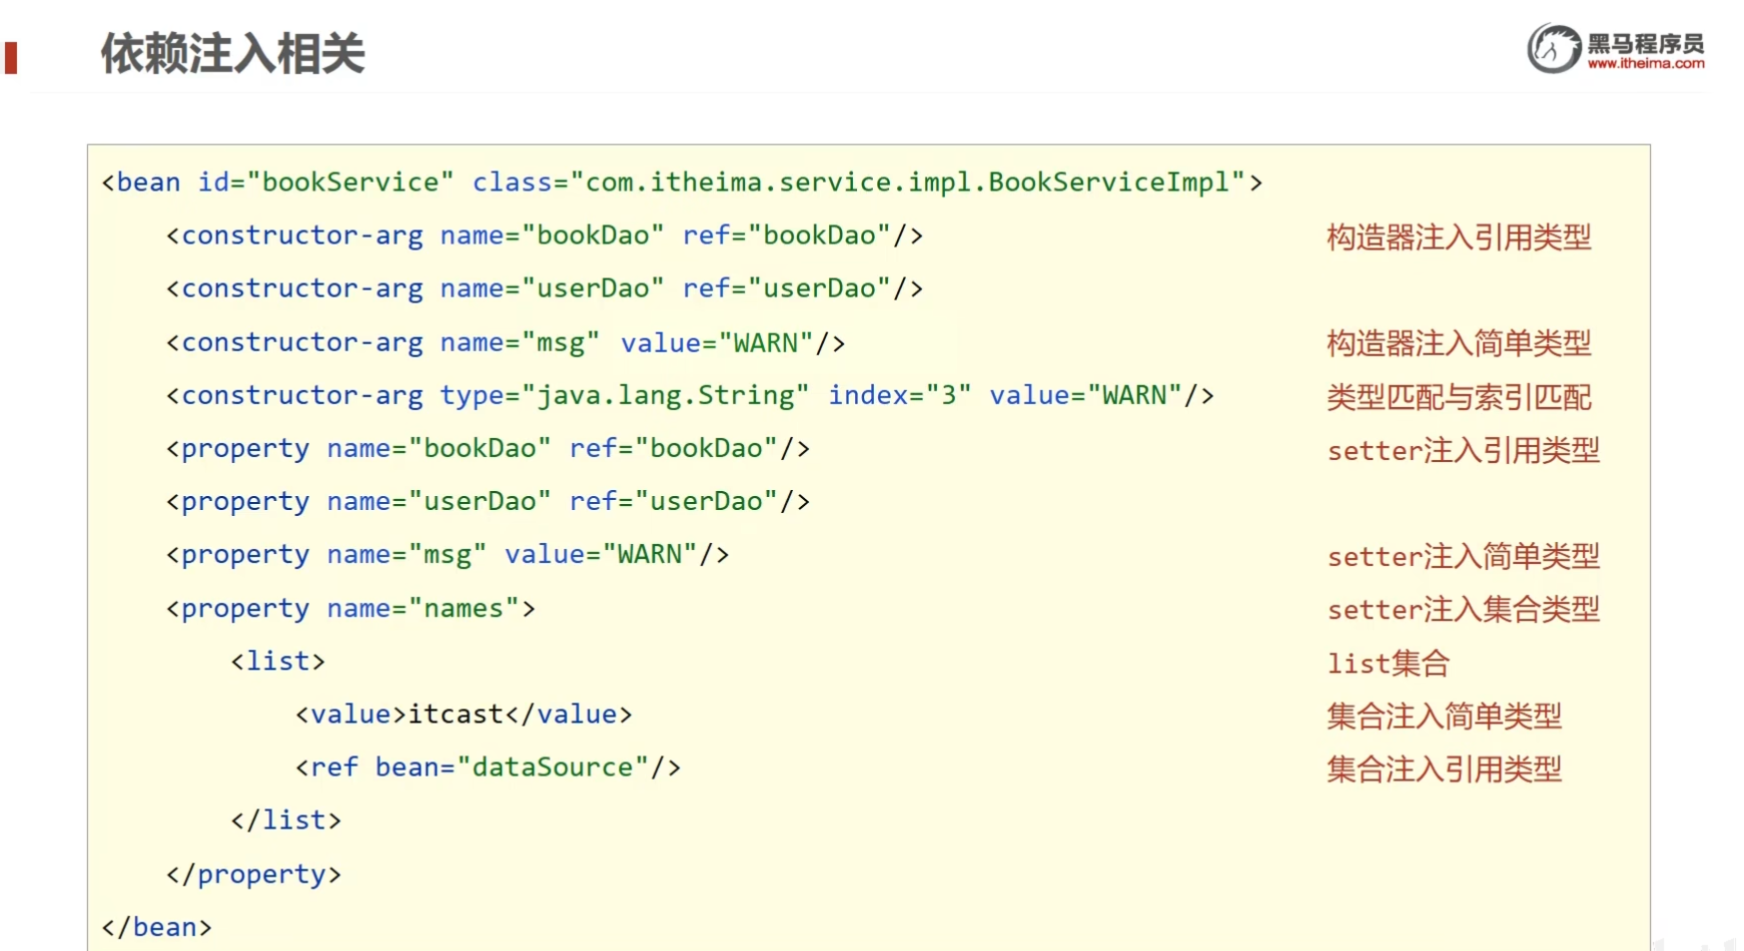 依赖注入相关
黑马程序员
www.itheima.com
<bean id="bookService" class="com.itheima.service.impl.BookServiceImpl">
<constructor-arg name="bookDao" ref="bookDao"/> 构造器注入引用类型
<constructor-arg name="userDao" ref="userDao"/>
<constructor-arg name="msg" value="WARN"/> 构造器注入简单类型
<constructor-arg type="java.lang.String" index="3" value="WARN"/> 类型匹配与索引匹配
<property name="bookDao" ref="bookDao"/> setter注入引用类型
<property name="userDao" ref="userDao"/>
<property name="msg" value="WARN"/> setter注入简单类型
<property name="names"> setter注入集合类型
<list> list集合
<value>itcast</value> 集合注入简单类型
<ref bean="dataSource"/> 集合注入引用类型
</list>
</property>
</bean>